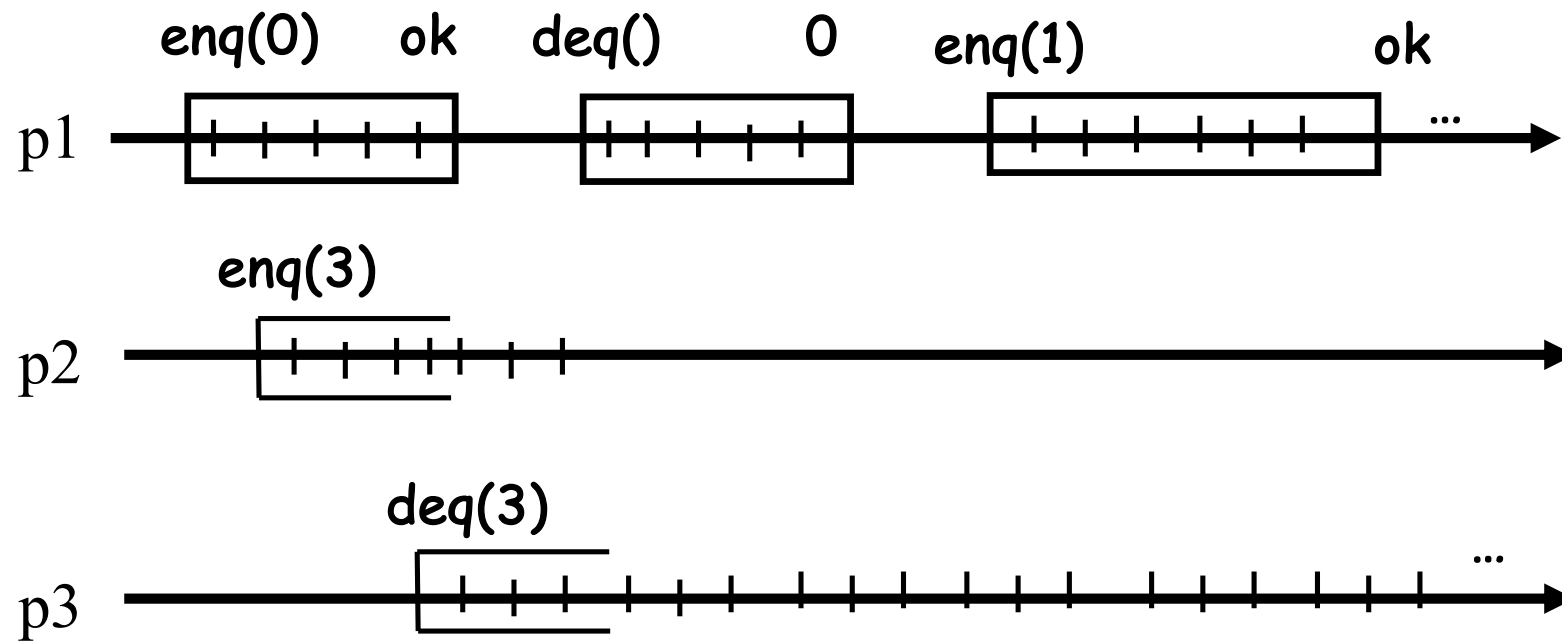 enq(0) ok deq() 0 enq(1) ok
p1 ...
enq(3)
p2
deq(3)
p3 ...